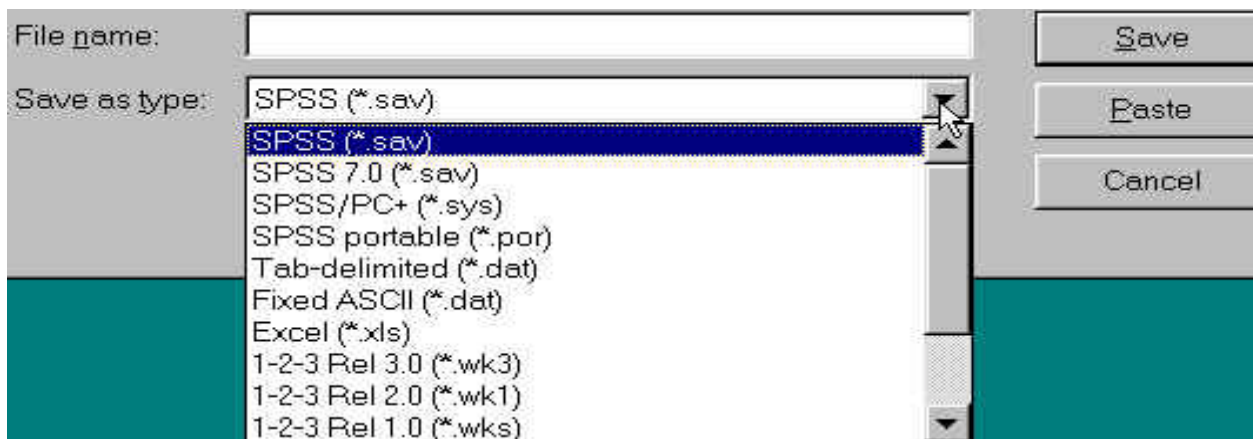 File name:
Save
Save as type: SPSS (*.sav)
Paste
SPSS (*.sav)
SPSS 7.0 (*.sav)
Cancel
SPSS/PC+ (*.sys)
SPSS portable (*.por)
Tab-delimited (*.dat)
Fixed ASCII (*.dat)
Excel (*.xls)
1-2-3 Rel 3.0 (*.wk3)
1-2-3 Rel 2.0 (*.wk1)
1-2-3 Rel 1.0 (*.wks)